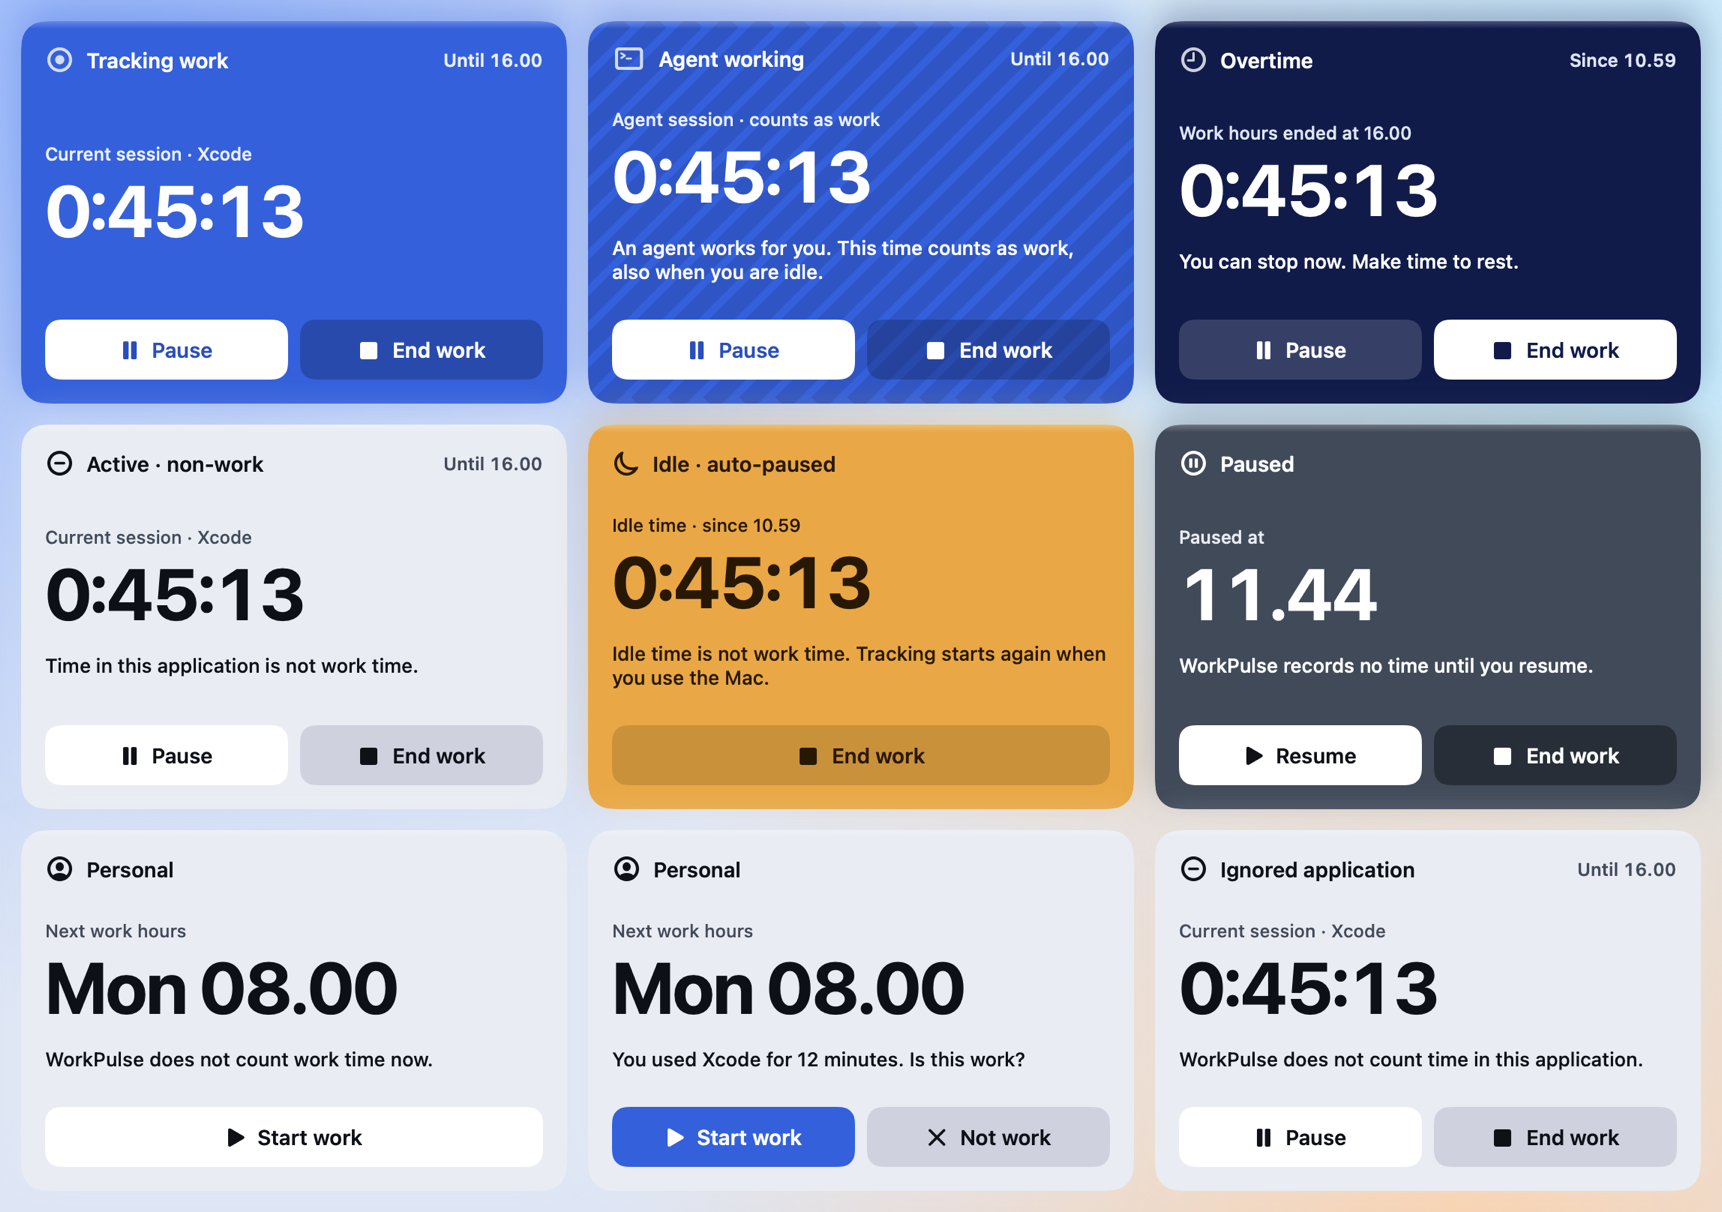 Tracking work
Until 16.00
Current session · Xcode
0:45:13
Pause
End work
Agent working
Until 16.00
Agent session · counts as work
0:45:13
An agent works for you. This time counts as work,
also when you are idle.
Pause
End work
Overtime
Since 10.59
Work hours ended at 16.00
0:45:13
You can stop now. Make time to rest.
Pause
End work
Active · non-work
Until 16.00
Current session · Xcode
0:45:13
Time in this application is not work time.
Pause
End work
Idle · auto-paused
Idle time · since 10.59
0:45:13
Idle time is not work time. Tracking starts again when
you use the Mac.
End work
Paused
Paused at
11.44
WorkPulse records no time until you resume.
Resume
End work
Personal
Next work hours
Mon 08.00
WorkPulse does not count work time now.
Start work
Personal
Next work hours
Mon 08.00
You used Xcode for 12 minutes. Is this work?
Start work
Not work
Ignored application
Until 16.00
Current session · Xcode
0:45:13
WorkPulse does not count time in this application.
Pause
End work